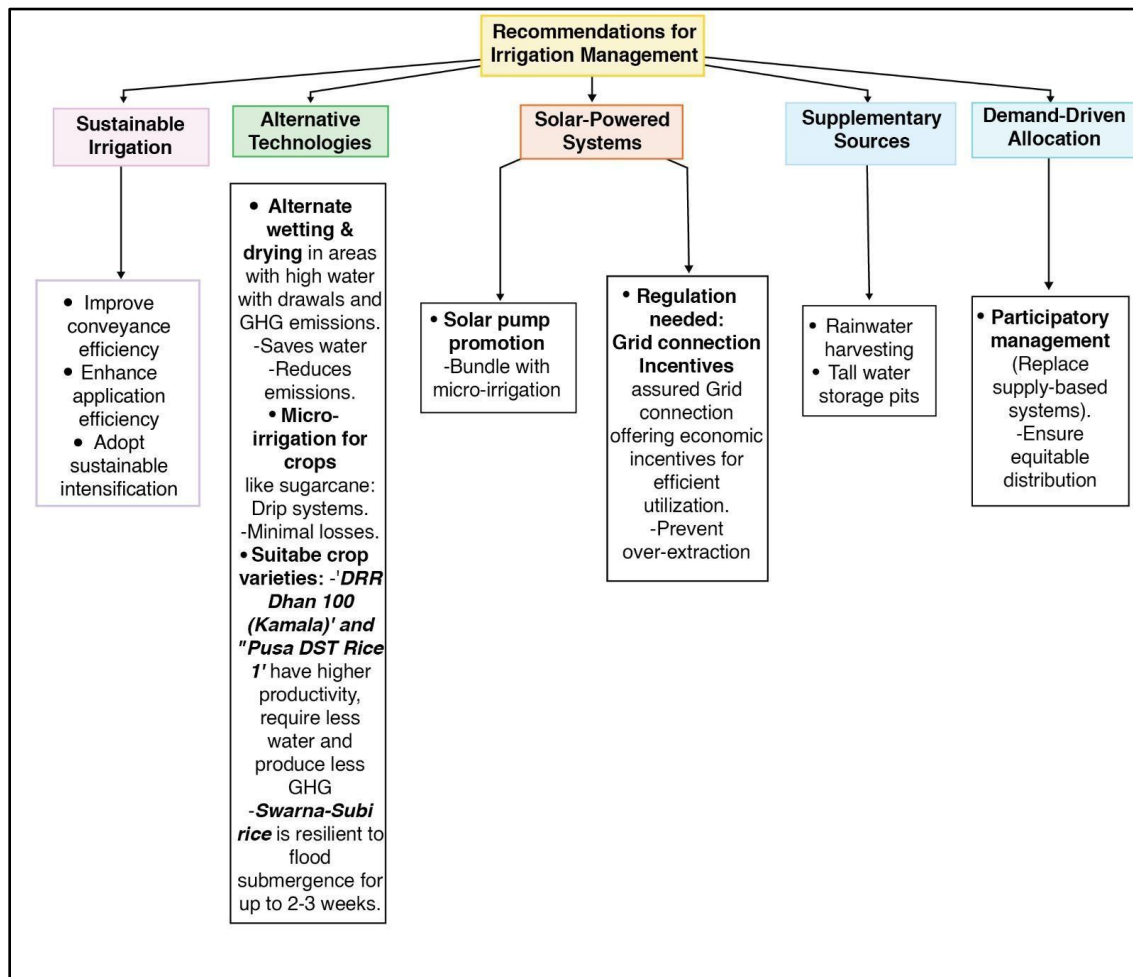 Recommendations for
Irrigation Management
Sustainable
Irrigation
Alternative
Technologies
Solar-Powered
Systems
Supplementary
Sources
Demand-Driven
Allocation
• Improve
conveyance
efficiency
• Enhance
application
efficiency
• Adopt
sustainable
intensification
• Alternate
wetting &
drying in areas
with high water
with drawals and
GHG emissions.
-Saves water
-Reduces
emissions.
• Micro-
irrigation for
crops
like sugarcane:
Drip systems.
-Minimal losses.
• Suitabe crop
varieties: -'DRR
Dhan 100
(Kamala)' and
"Pusa DST Rice
1' have higher
productivity,
require less
water and
produce less
GHG
-Swarna-Subi
rice is resilient to
flood
submergence for
up to 2-3 weeks.
• Solar pump
promotion
-Bundle with
micro-irrigation
• Regulation
needed:
Grid connection
Incentives
assured Grid
connection
offering economic
incentives for
efficient
utilization.
-Prevent
over-extraction
• Rainwater
harvesting
• Tall water
storage pits
• Participatory
management
(Replace
supply-based
systems).
-Ensure
equitable
distribution